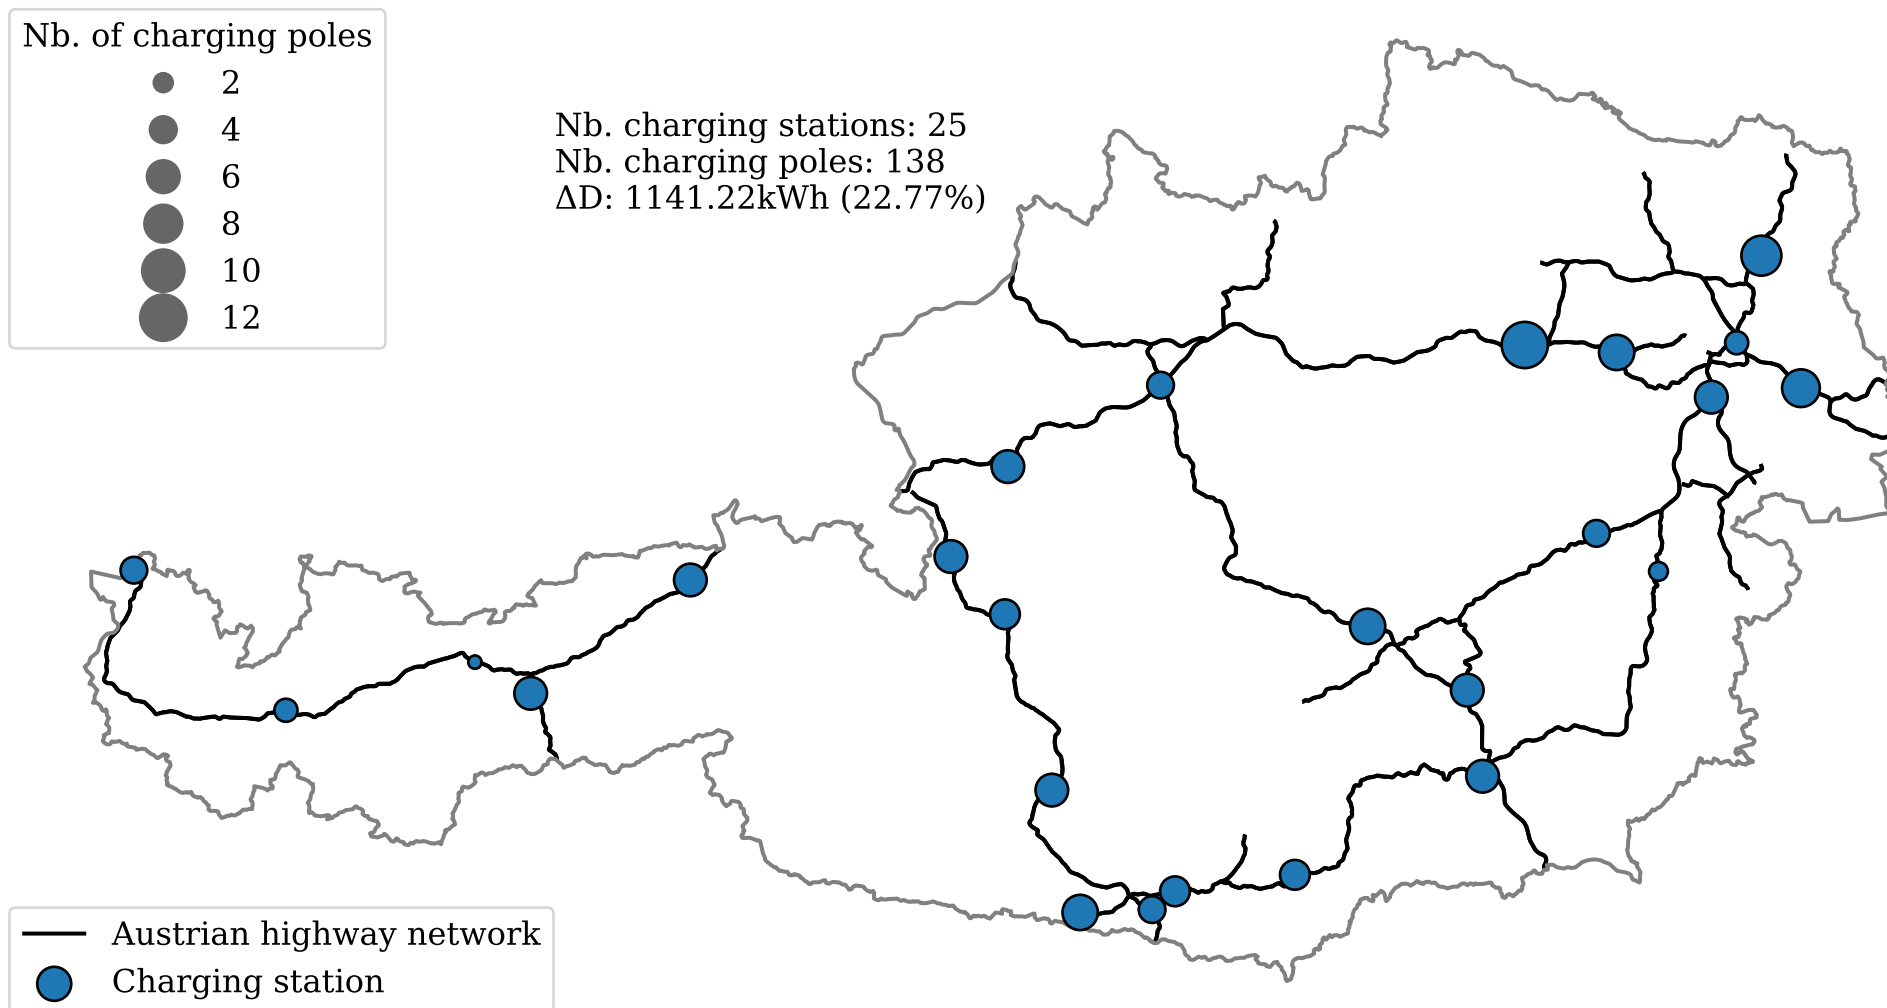 Nb. of charging poles
2
4
6
8
10
12
Nb. charging stations: 25
Nb. charging poles: 138
ΔD: 1141.22kWh (22.77%)
Austrian highway network
Charging station